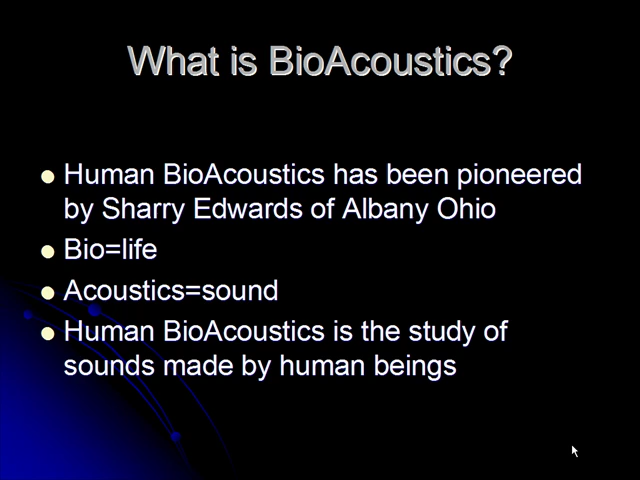 What is BioAcoustics?
Human BioAcoustics has been pioneered
by Sharry Edwards of Albany Ohio
Bio=life
Acoustics=sound
Human BioAcoustics is the study of
sounds made by human beings